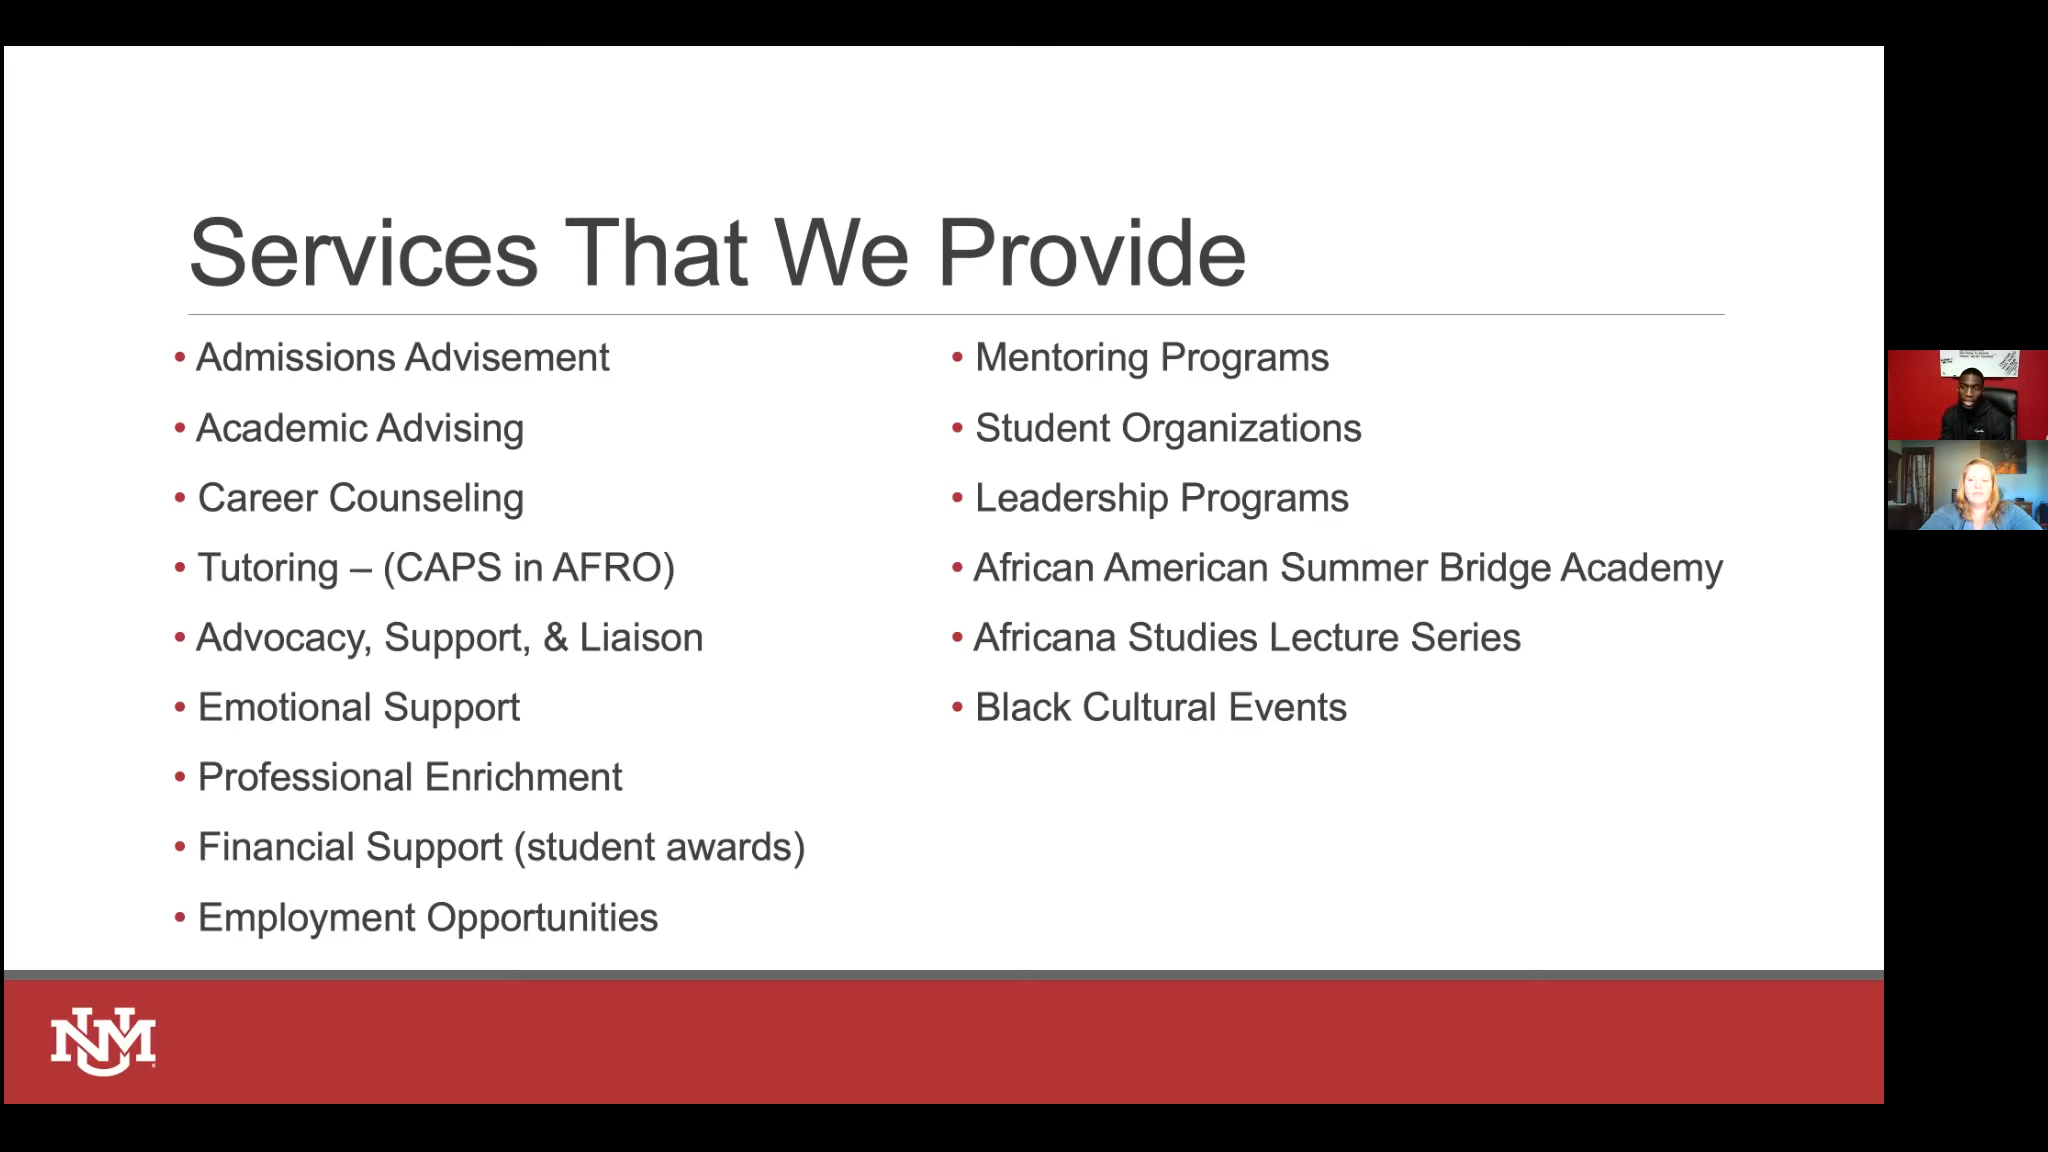 Services That We Provide
• Admissions Advisement
• Academic Advising
• Career Counseling
• Tutoring – (CAPS in AFRO)
• Advocacy, Support, & Liaison
• Emotional Support
• Professional Enrichment
• Financial Support (student awards)
• Employment Opportunities
• Mentoring Programs
• Student Organizations
• Leadership Programs
• African American Summer Bridge Academy
• Africana Studies Lecture Series
• Black Cultural Events
UNM